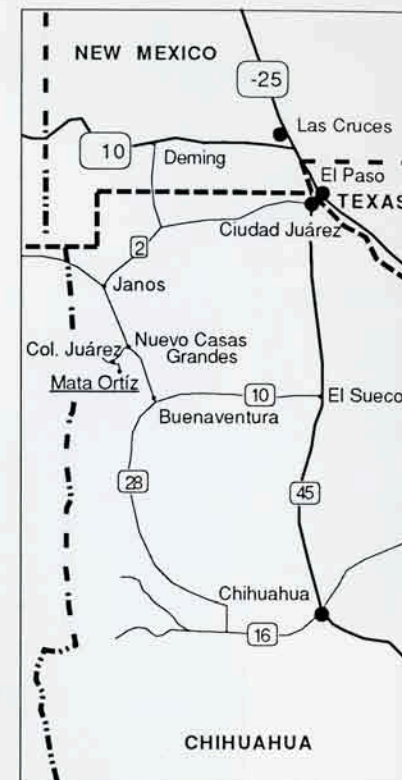 NEW MEXICO
-25
Las Cruces
10
Deming
El Paso
TEXAS
Ciudad Juárez
2
Janos
Nuevo Casas
Grandes
Col. Juárez
Mata Ortíz
10
El Sueco
Buenaventura
28
45
Chihuahua
16
CHIHUAHUA